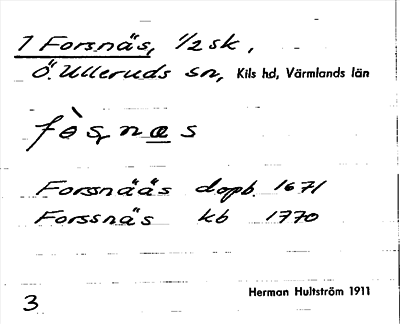 1 Forsnäs, 1/2 sk,
Ö. Ulleruds sn, Kils hd, Värmlands län
Forssnääs dopb. 1671
Forssnäs kb 1770
Herman Hultström 1911
3